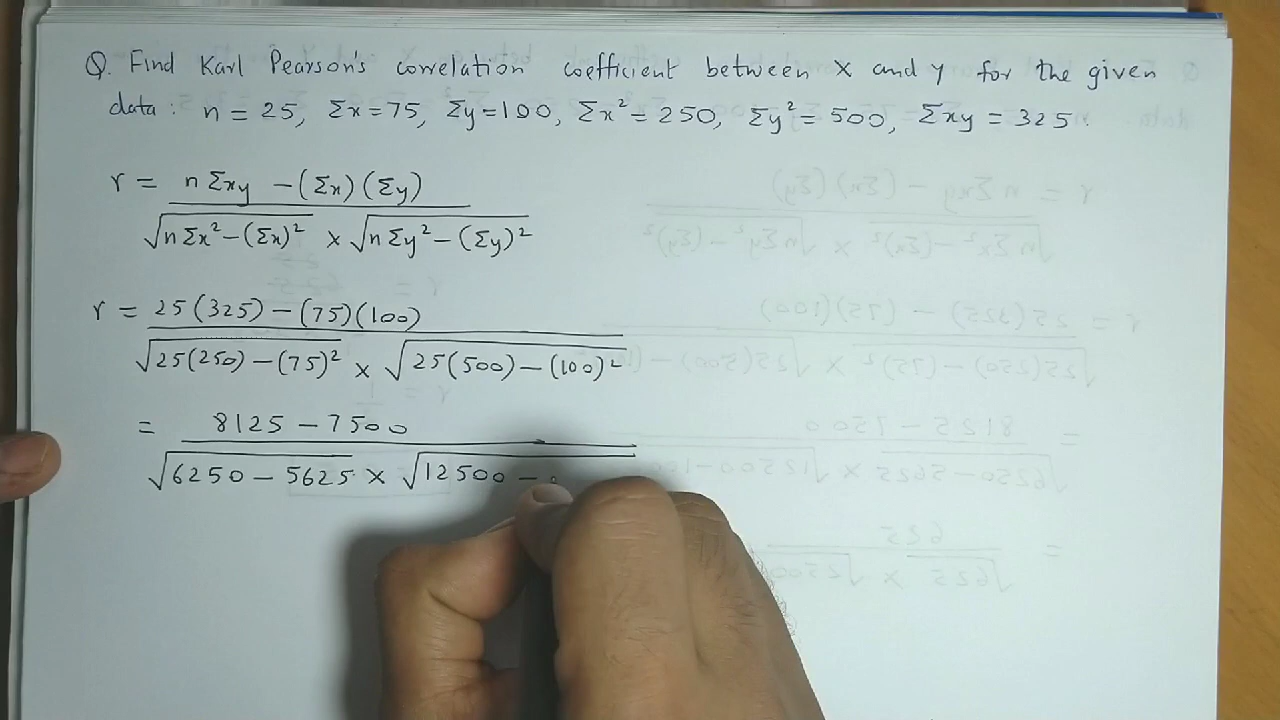 Q. Find Karl Pearson's correlation coefficient between X and y for the given
data: n = 25, Σx=75, Σy=100, Σx² = 250, Σy² = 500, Σxy = 325.
r = n Σxy - (Σx)(Σy)
√nΣx² - (Σx)² × √nΣy² - (Σy)²
r = 25(325) - (75)(100)
√25(250) - (75)² × √25(500) - (100)²
= 8125 - 7500
√6250 - 5625 × √12500 -